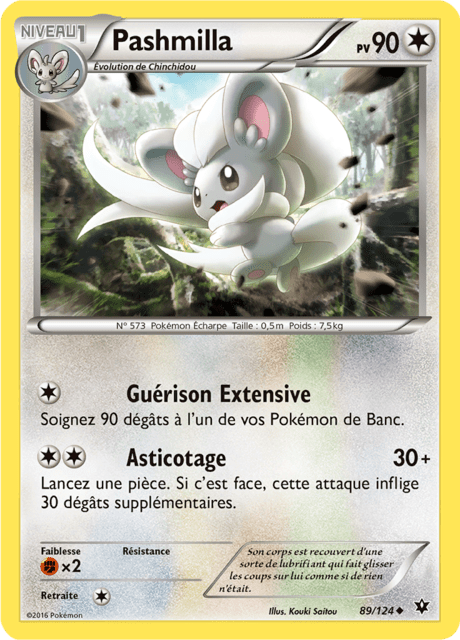 NIVEAU 1
Pashmilla
PV 90
Évolution de Chinchidou
N° 573 Pokémon Écharpe Taille : 0,5m Poids : 7,5kg
Guérison Extensive
Soignez 90 dégâts à l'un de vos Pokémon de Banc.
Asticotage 30+
Lancez une pièce. Si c'est face, cette attaque inflige
30 dégâts supplémentaires.
Faiblesse Résistance
×2
Retraite
Son corps est recouvert d'une
sorte de lubrifiant qui fait glisser
les coups sur lui comme si de rien
n'était.
©2016 Pokémon
Illus. Kouki Saitou
89/124